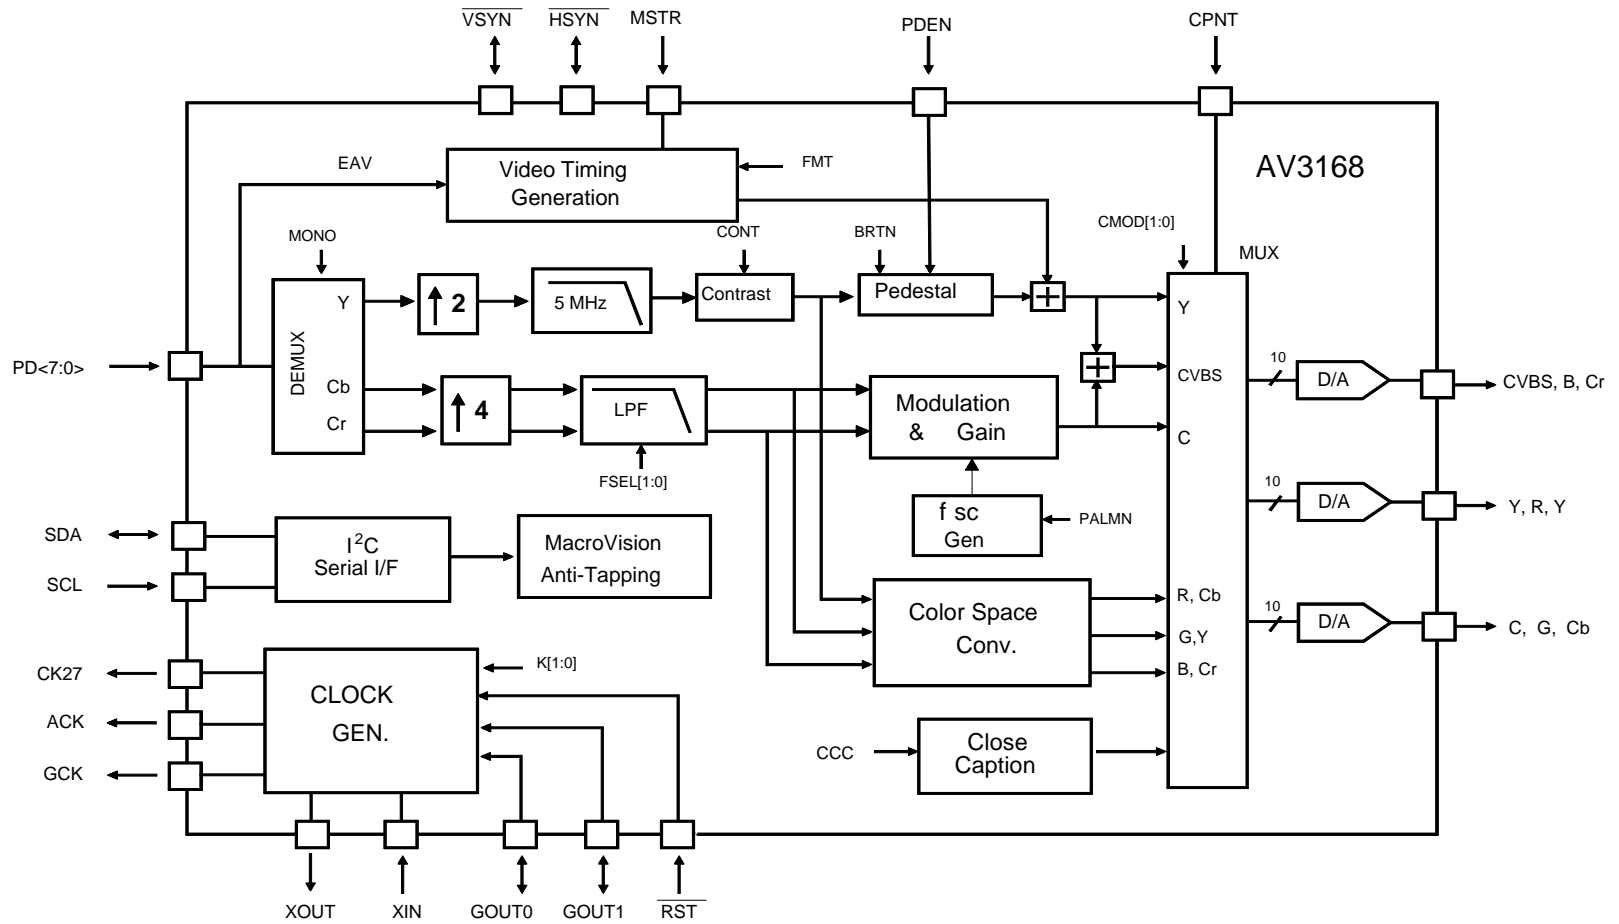 VSYN HSYN MSTR PDEN CPNT
AV3168
EAV
Video Timing
Generation
FMT
MONO
CONT
BRTN
CMOD[1:0]
MUX
DEMUX
Y
Cb
Cr
2
5 MHz
Contrast
Pedestal
+
Y
PD<7:0>
4
LPF
FSEL[1:0]
Modulation
& Gain
+
CVBS
C
10
D/A
CVBS, B, Cr
f sc
Gen
PALMN
10
D/A
Y, R, Y
SDA
SCL
I2C
Serial I/F
MacroVision
Anti-Tapping
Color Space
Conv.
R, Cb
G,Y
B, Cr
10
D/A
C, G, Cb
CK27
ACK
GCK
CLOCK
GEN.
K[1:0]
CCC
Close
Caption
XOUT XIN GOUT0 GOUT1 RST